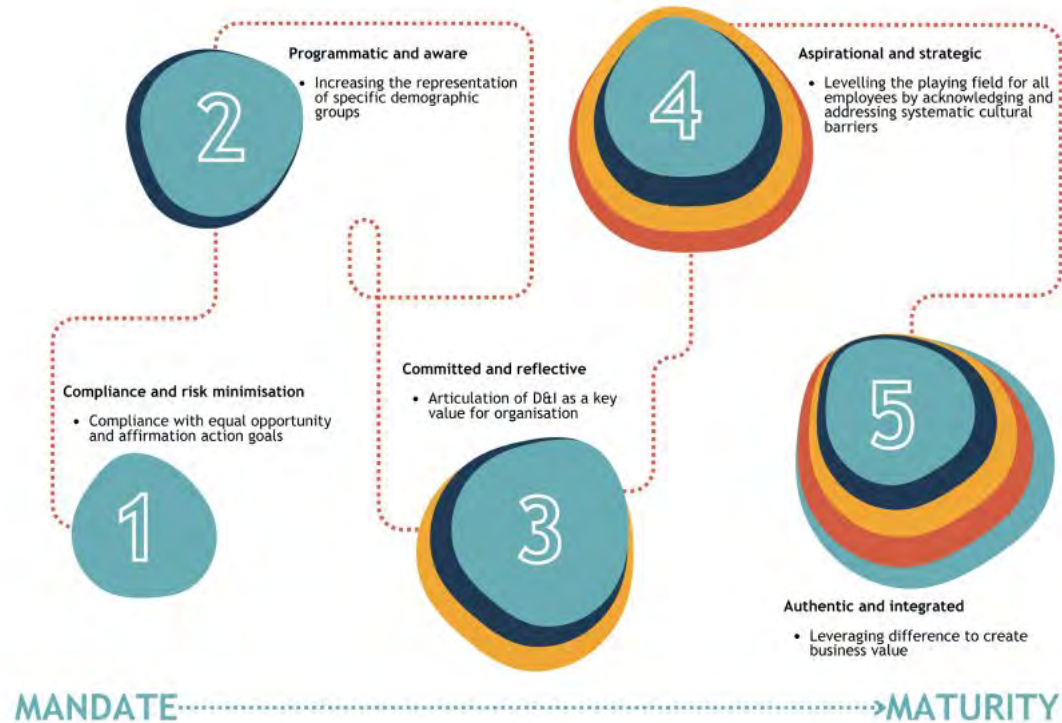 1
Compliance and risk minimisation
• Compliance with equal opportunity
and affirmation action goals
2
Programmatic and aware
• Increasing the representation
of specific demographic
groups
3
Committed and reflective
• Articulation of D&I as a key
value for organisation
4
Aspirational and strategic
• Levelling the playing field for all
employees by acknowledging and
addressing systematic cultural
barriers
5
Authentic and integrated
• Leveraging difference to create
business value
MANDATE
MATURITY